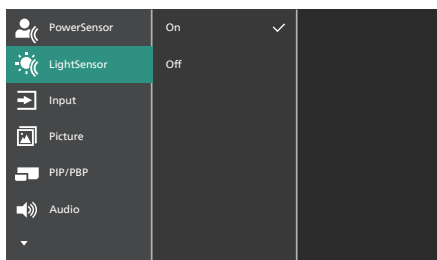 PowerSensor
LightSensor
Input
Picture
PIP/PBP
Audio
On
Off